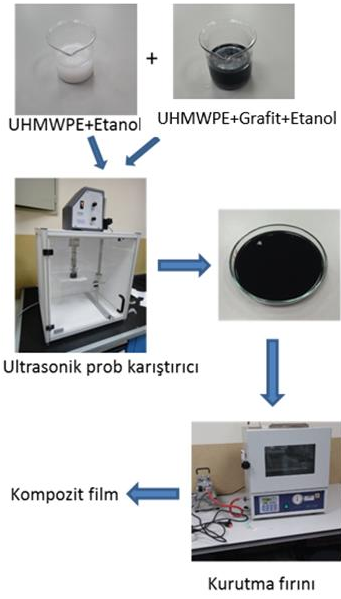 +
UHMWPE+Etanol
UHMWPE+Grafit+Etanol
Ultrasonik prob karıştırıcı
Kompozit film
Kurutma fırını